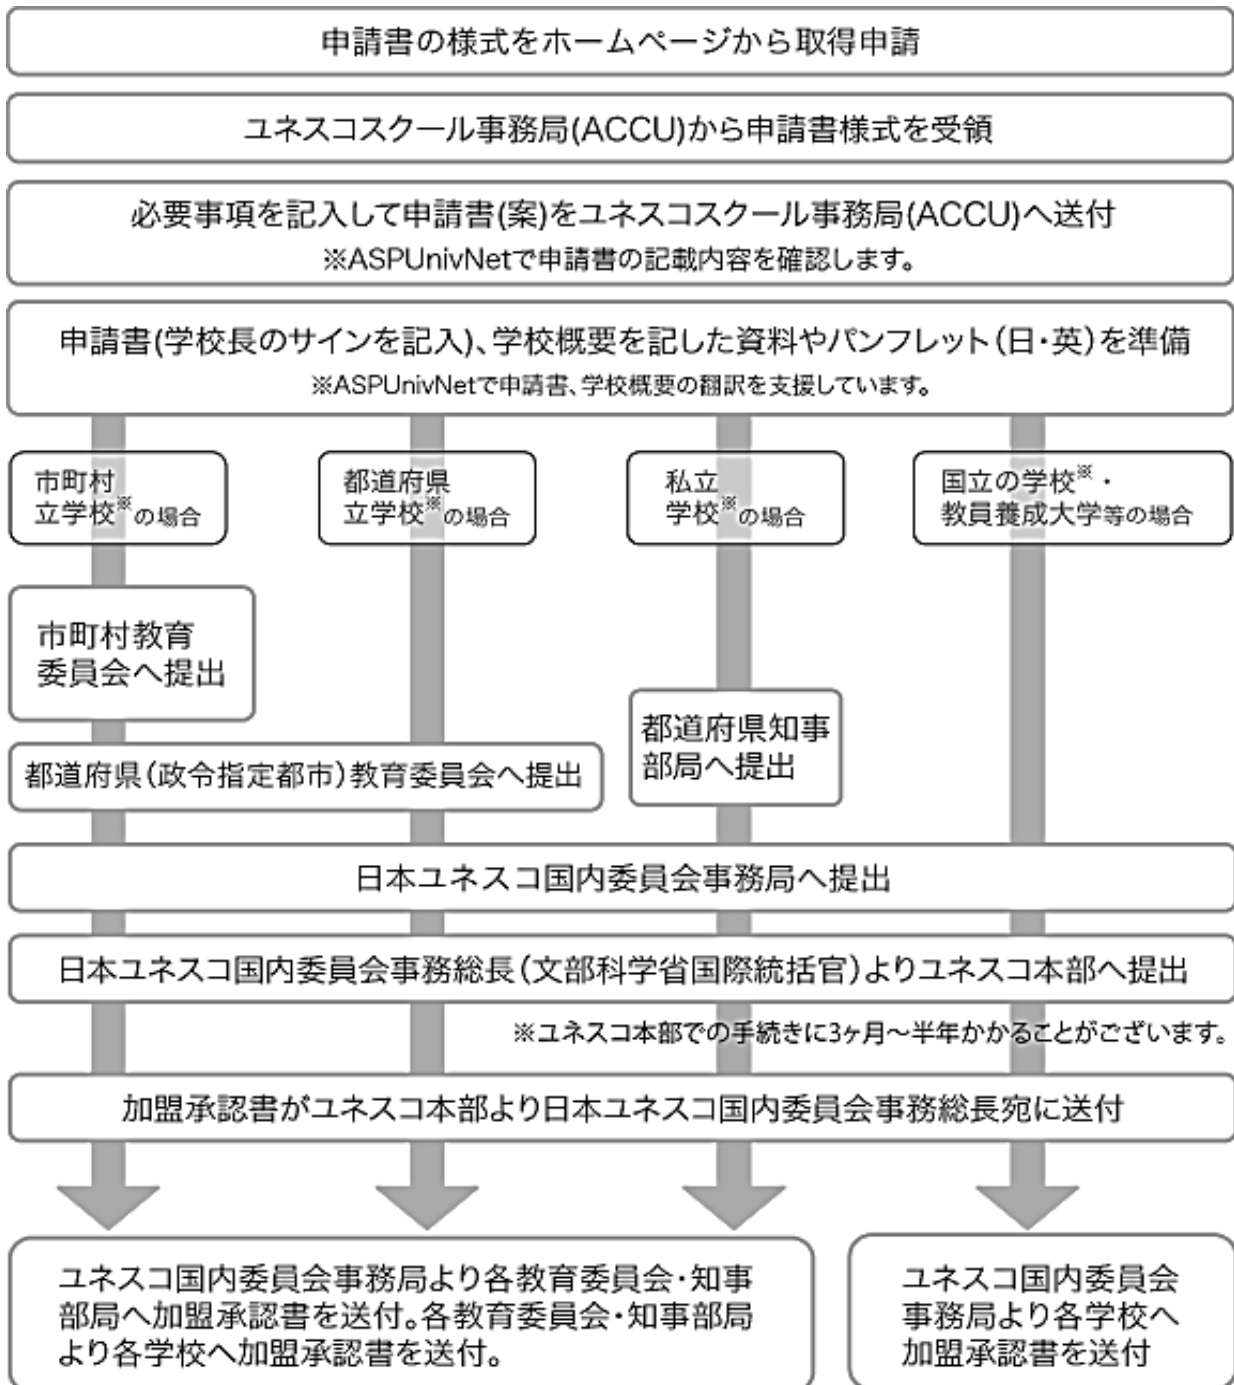 申請書の様式をホームページから取得申請
ユネスコスクール事務局(ACCU)から申請書様式を受領
必要事項を記入して申請書(案)をユネスコスクール事務局(ACCU)へ送付
※ASPUnivNetで申請書の記載内容を確認します。
申請書(学校長のサインを記入)、学校概要を記した資料やパンフレット(日・英)を準備
※ASPUnivNetで申請書、学校概要の翻訳を支援しています。
市町村
立学校※の場合
都道府県
立学校※の場合
私立
学校※の場合
国立の学校※・
教員養成大学等の場合
市町村教育
委員会へ提出
都道府県知事
部局へ提出
都道府県(政令指定都市)教育委員会へ提出
日本ユネスコ国内委員会事務局へ提出
日本ユネスコ国内委員会事務総長(文部科学省国際統括官)よりユネスコ本部へ提出
※ユネスコ本部での手続きに3ヶ月〜半年かかることがございます。
加盟承認書がユネスコ本部より日本ユネスコ国内委員会事務総長宛に送付
ユネスコ国内委員会事務局より各教育委員会・知事
部局へ加盟承認書を送付。各教育委員会・知事部局
より各学校へ加盟承認書を送付。
ユネスコ国内委員会
事務局より各学校へ
加盟承認書を送付